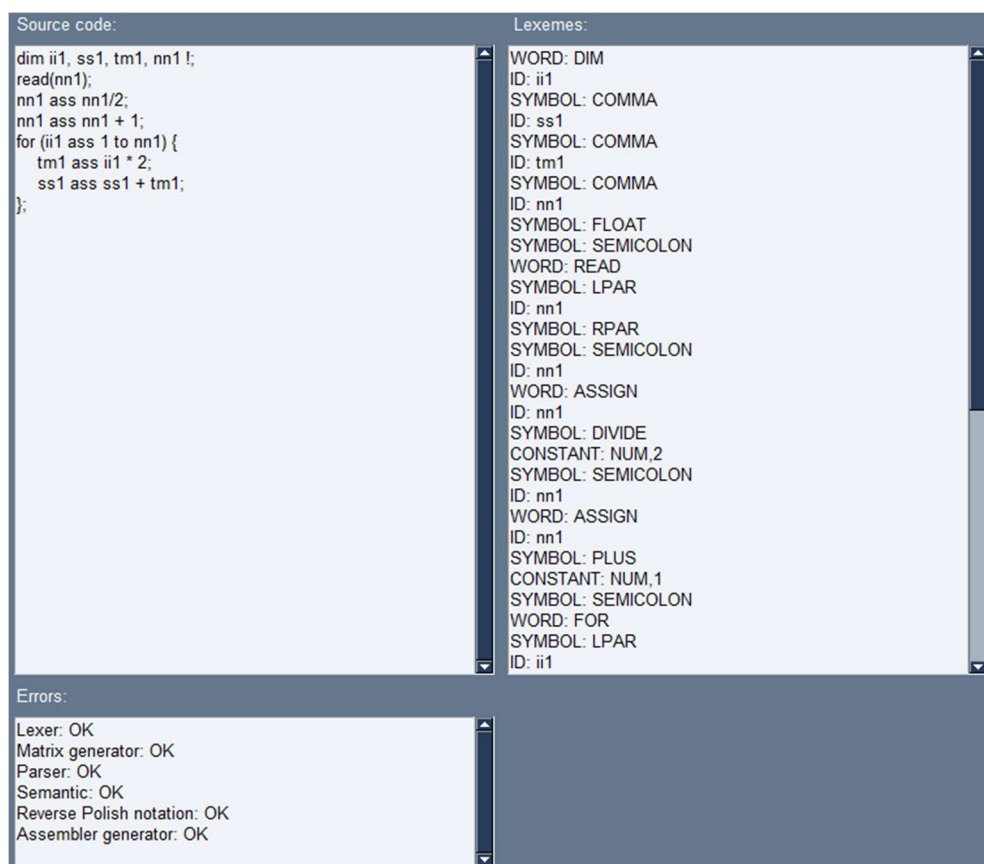 Source code:
dim ii1, ss1, tm1, nn1 !;
read(nn1);
nn1 ass nn1/2;
nn1 ass nn1 + 1;
for (ii1 ass 1 to nn1) {
tm1 ass ii1 * 2;
ss1 ass ss1 + tm1;
};
Lexemes:
WORD: DIM
ID: ii1
SYMBOL: COMMA
ID: ss1
SYMBOL: COMMA
ID: tm1
SYMBOL: COMMA
ID: nn1
SYMBOL: FLOAT
SYMBOL: SEMICOLON
WORD: READ
SYMBOL: LPAR
ID: nn1
SYMBOL: RPAR
SYMBOL: SEMICOLON
ID: nn1
WORD: ASSIGN
ID: nn1
SYMBOL: DIVIDE
CONSTANT: NUM,2
SYMBOL: SEMICOLON
ID: nn1
WORD: ASSIGN
ID: nn1
SYMBOL: PLUS
CONSTANT: NUM,1
SYMBOL: SEMICOLON
WORD: FOR
SYMBOL: LPAR
ID: ii1
Errors:
Lexer: OK
Matrix generator: OK
Parser: OK
Semantic: OK
Reverse Polish notation: OK
Assembler generator: OK